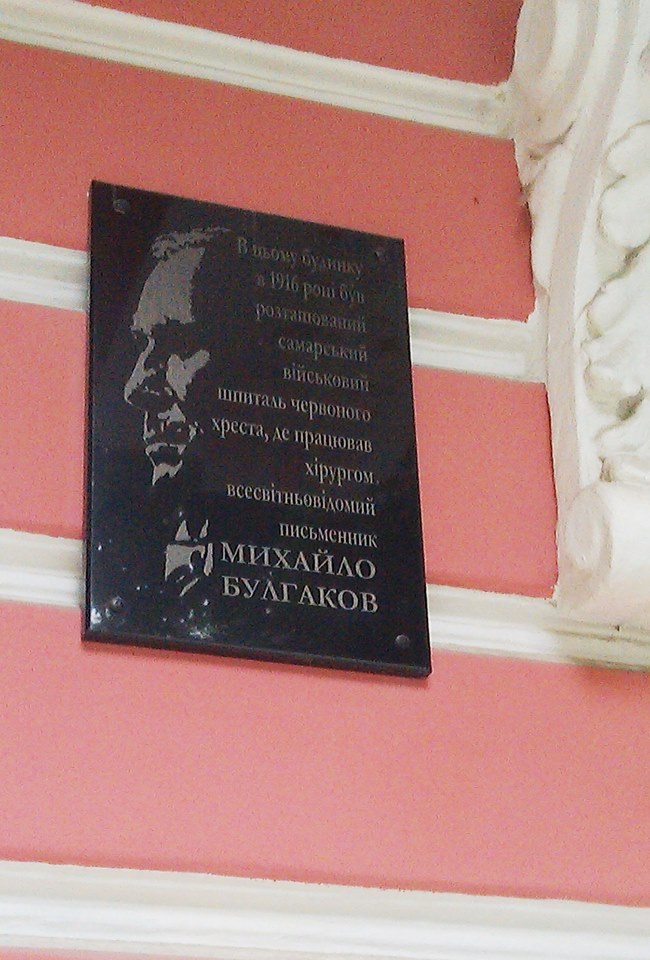 В цьому будинку
в 1916 році був
розташований
самарський
військовий
шпиталь червоного
хреста, де працював
хірургом
всесвітньовідомий
письменник
МИХАЙЛО
БУЛГАКОВ